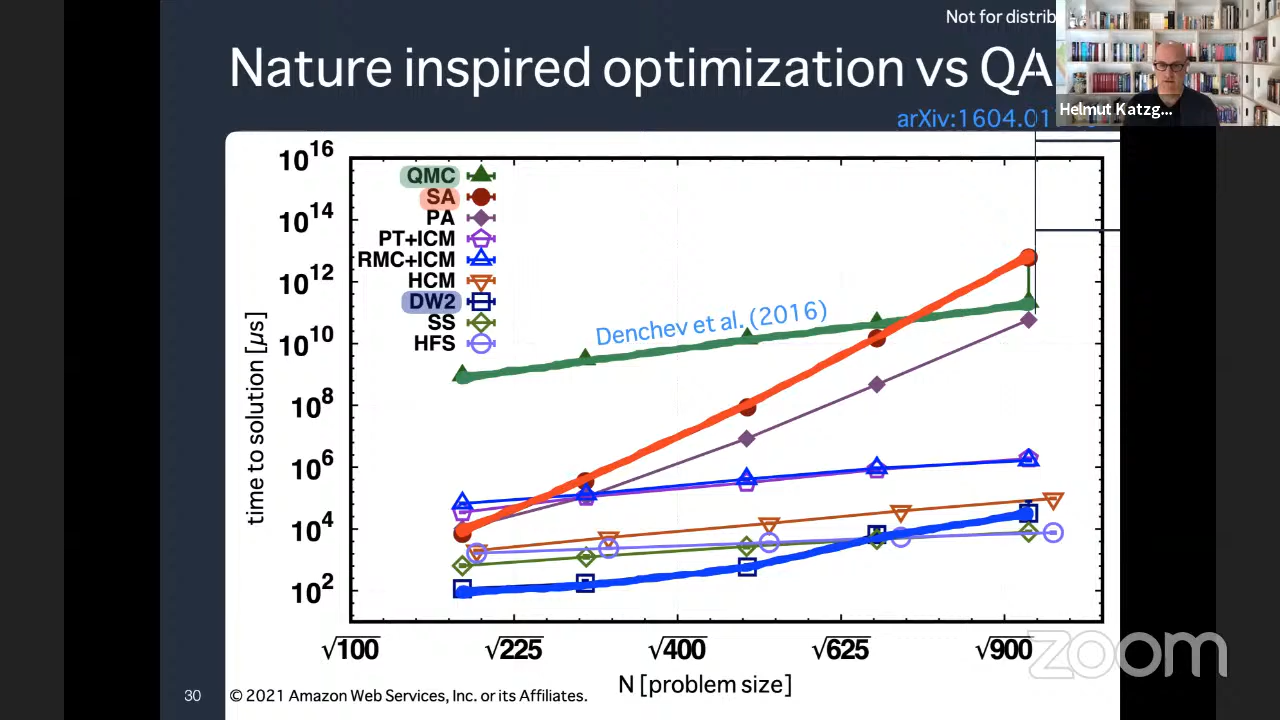 Not for distrib
Nature inspired optimization vs QA
Helmut Katzg...
arXiv:1604.01
10^16
10^14
10^12
10^10
10^8
10^6
10^4
10^2
time to solution [μs]
QMC
SA
PA
PT+ICM
RMC+ICM
HCM
DW2
SS
HFS
Denchev et al. (2016)
√100 √225 √400 √625 √900
N [problem size]
zoom
30 © 2021 Amazon Web Services, Inc. or its Affiliates.